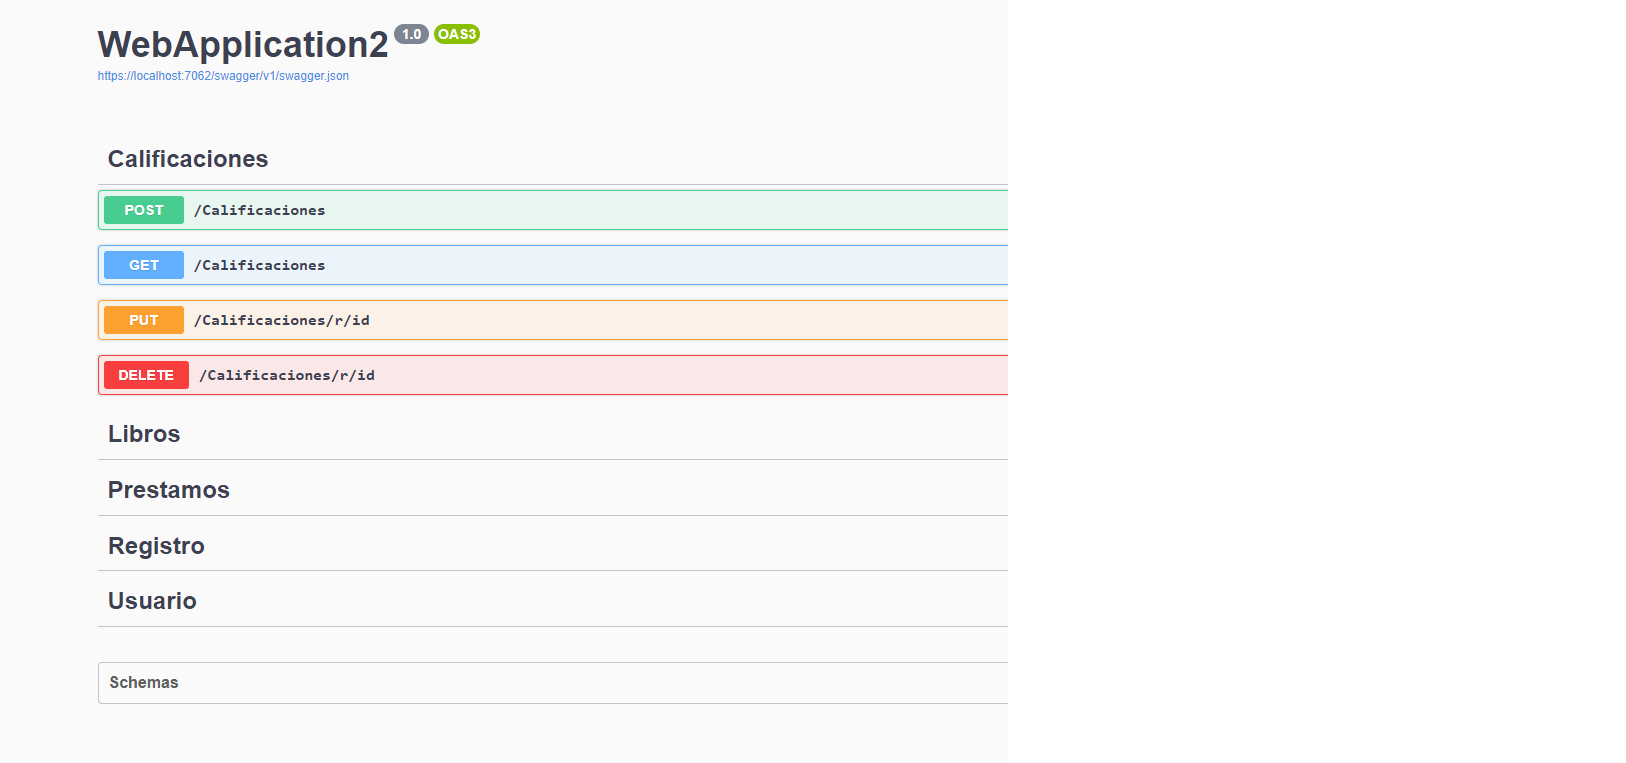 WebApplication2 1.0 OAS3
https://localhost:7062/swagger/v1/swagger.json
Calificaciones
POST /Calificaciones
GET /Calificaciones
PUT /Calificaciones/r/id
DELETE /Calificaciones/r/id
Libros
Prestamos
Registro
Usuario
Schemas